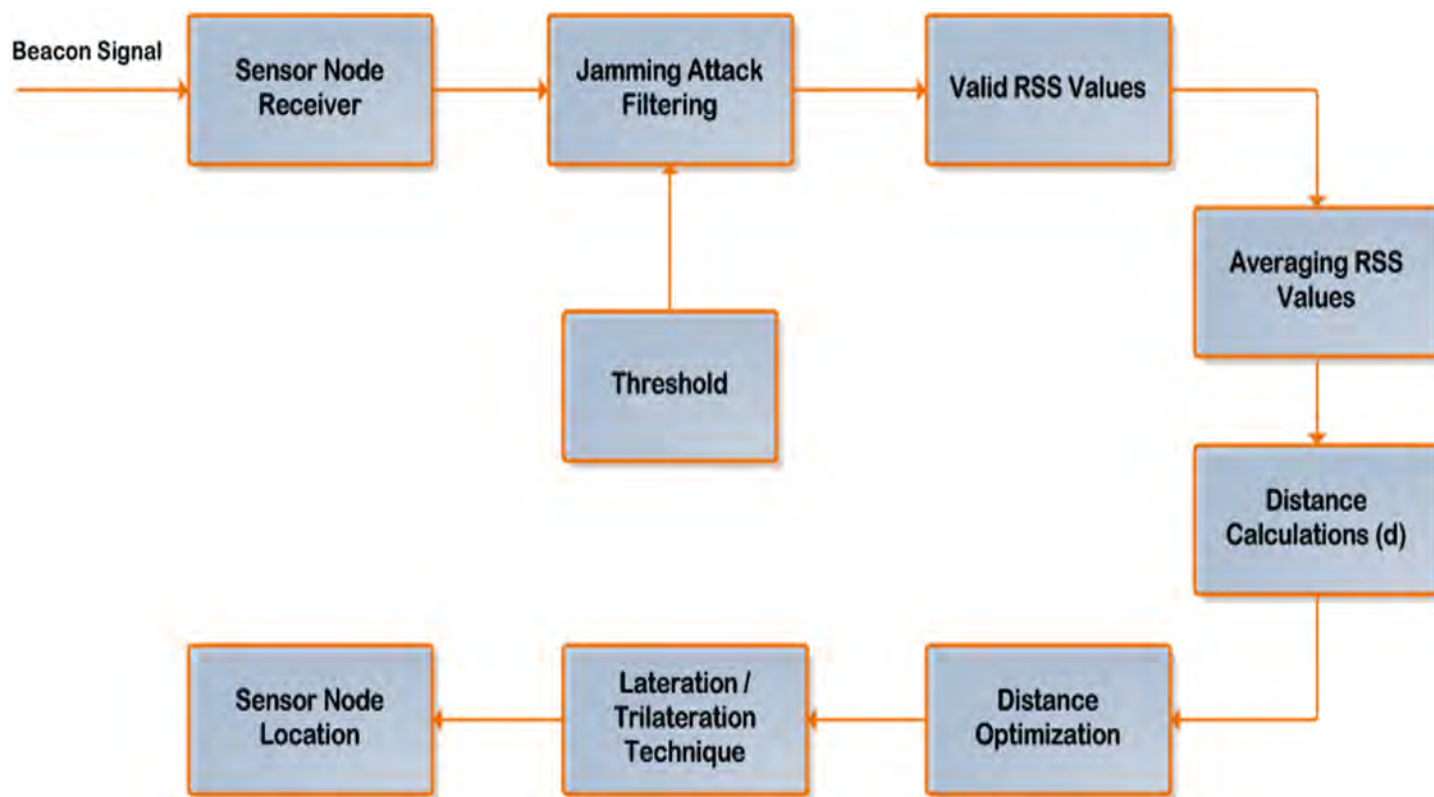 Beacon Signal
Sensor Node
Receiver
Jamming Attack
Filtering
Valid RSS Values
Averaging RSS
Values
Threshold
Distance
Calculations (d)
Sensor Node
Location
Lateration /
Trilateration
Technique
Distance
Optimization